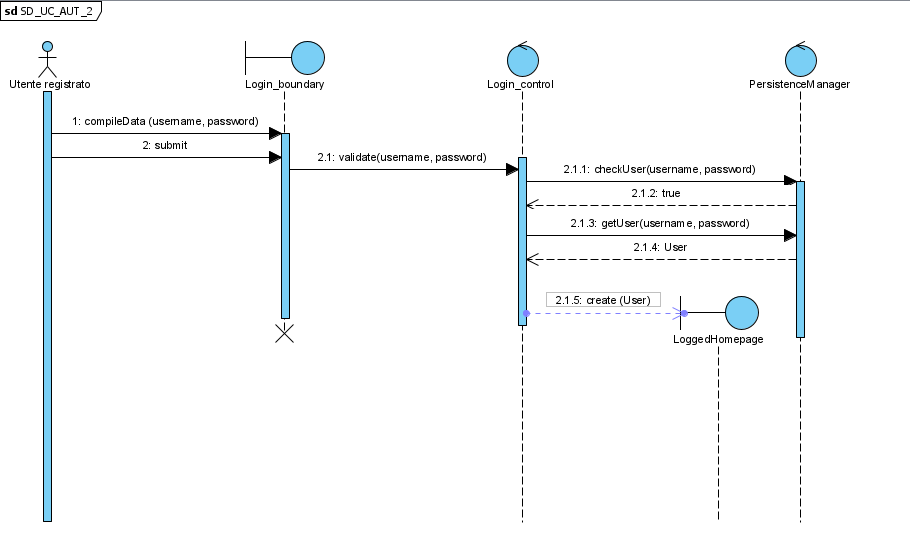 sd SD_UC_AUT_2
Utente registrato
Login_boundary
Login_control
PersistenceManager
1: compileData (username, password)
2: submit
2.1: validate(username, password)
2.1.1: checkUser(username, password)
2.1.2: true
2.1.3: getUser(username, password)
2.1.4: User
2.1.5: create (User)
LoggedHomepage